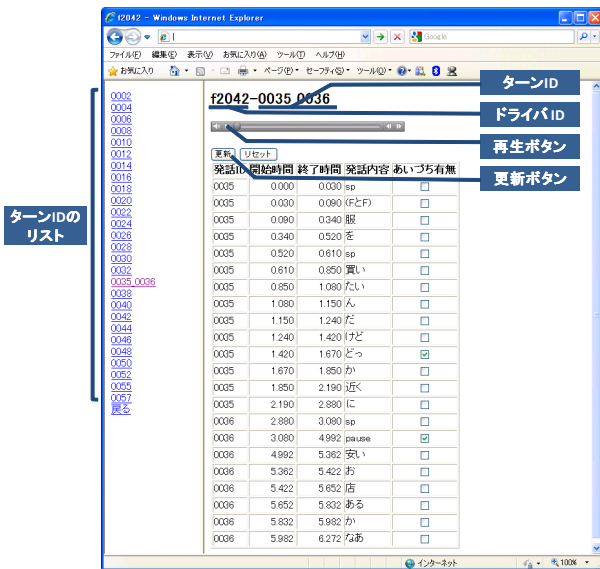 f2042 - Windows Internet Explorer
Google
ファイル(F) 編集(E) 表示(V) お気に入り(A) ツール(T) ヘルプ(H)
お気に入り ページ(P) セーフティ(S) ツール(O)
ターンID
ドライバID
再生ボタン
更新ボタン
ターンIDの
リスト
0002
0004
0006
0008
0010
0012
0014
0016
0018
0020
0022
0024
0026
0028
0030
0032
0035_0036
0038
0040
0042
0044
0046
0048
0050
0052
0055
0057
戻る
f2042-0035_0036
更新 リセット
発話ID 開始時間 終了時間 発話内容 あいづち有無
0035 0.000 0.030 sp
0035 0.030 0.090 (FとF)
0035 0.090 0.340 服
0035 0.340 0.520 を
0035 0.520 0.610 sp
0035 0.610 0.850 買い
0035 0.850 1.080 たい
0035 1.080 1.150 ん
0035 1.150 1.240 だ
0035 1.240 1.420 けど
0035 1.420 1.670 どっ
0035 1.670 1.850 か
0035 1.850 2.190 近く
0035 2.190 2.880 に
0036 2.880 3.080 sp
0036 3.080 4.992 pause
0036 4.992 5.362 安い
0036 5.362 5.422 お
0036 5.422 5.652 店
0036 5.652 5.832 ある
0036 5.832 5.982 か
0036 5.982 6.272 なあ
インターネット 100%